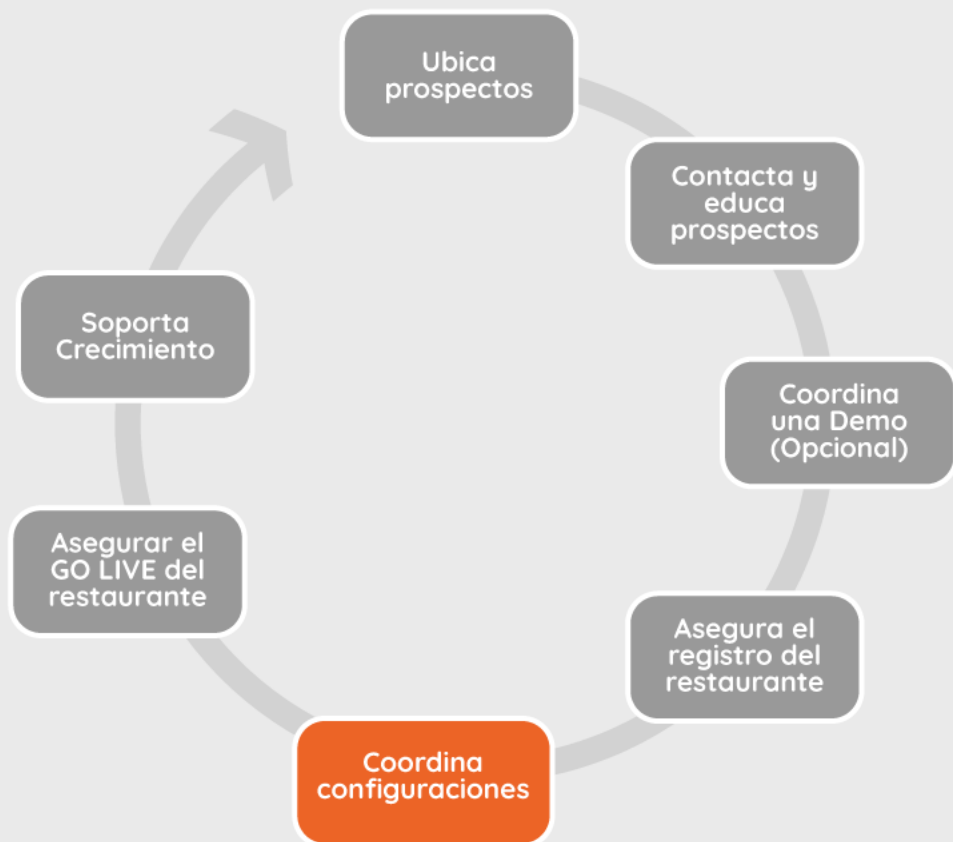 Ubica
prospectos
Contacta y
educa
prospectos
Coordina
una Demo
(Opcional)
Asegura el
registro del
restaurante
Coordina
configuraciones
Asegurar el
GO LIVE del
restaurante
Soporta
Crecimiento